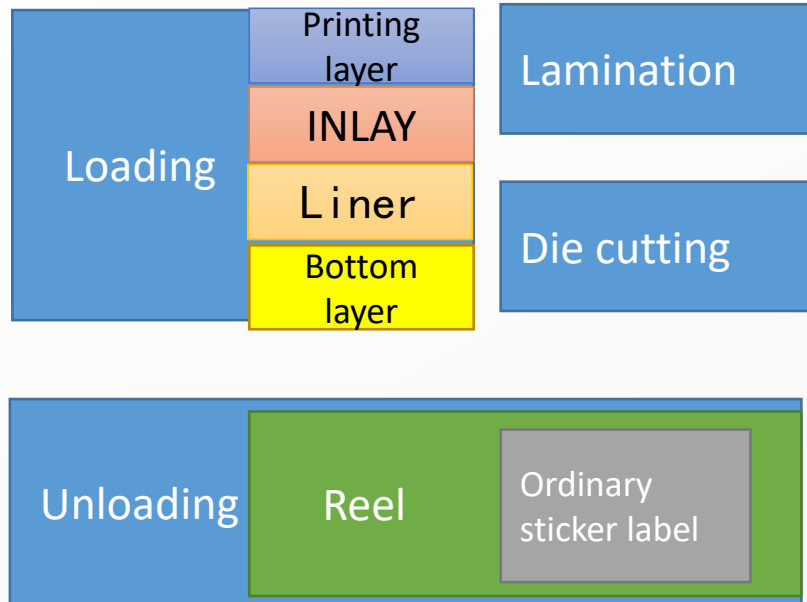 Loading
Printing
layer
INLAY
Liner
Bottom
layer
Lamination
Die cutting
Unloading
Reel
Ordinary
sticker label